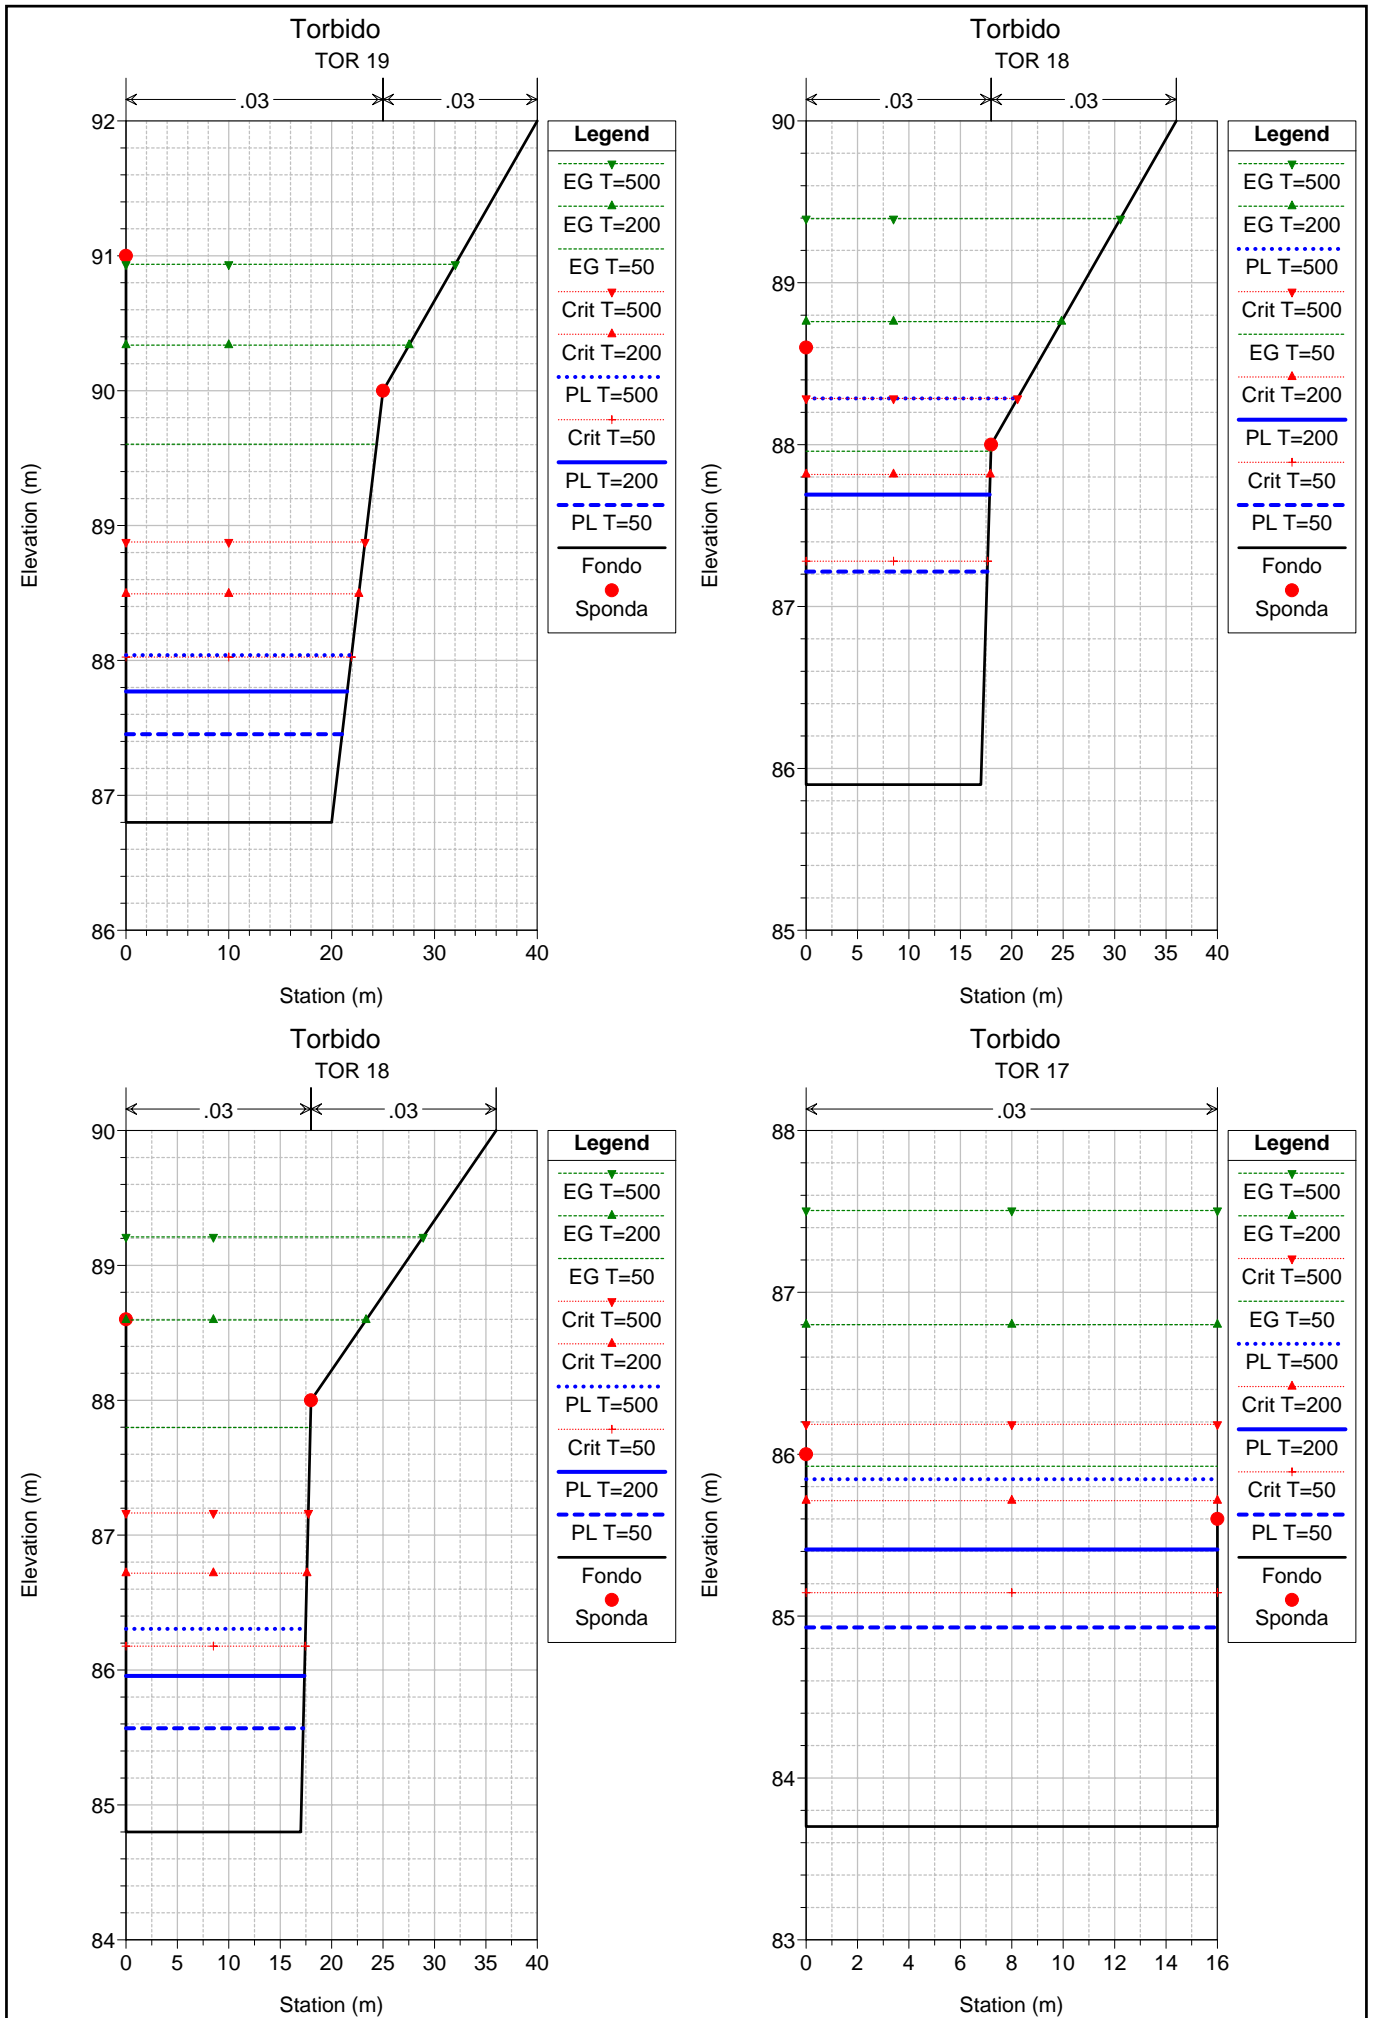 Torbido
TOR 19
.03
.03
92
91
90
89
88
87
86
0
10
20
30
40
Elevation (m)
Station (m)
Legend
EG T=500
EG T=200
EG T=50
Crit T=500
Crit T=200
PL T=500
Crit T=50
PL T=200
PL T=50
Fondo
Sponda
Torbido
TOR 18
.03
.03
90
89
88
87
86
85
0
5
10
15
20
25
30
35
40
Elevation (m)
Station (m)
Legend
EG T=500
EG T=200
PL T=500
Crit T=500
EG T=50
Crit T=200
PL T=200
Crit T=50
PL T=50
Fondo
Sponda
Torbido
TOR 18
.03
.03
90
89
88
87
86
85
84
0
5
10
15
20
25
30
35
40
Elevation (m)
Station (m)
Legend
EG T=500
EG T=200
EG T=50
Crit T=500
Crit T=200
PL T=500
Crit T=50
PL T=200
PL T=50
Fondo
Sponda
Torbido
TOR 17
.03
88
87
86
85
84
83
0
2
4
6
8
10
12
14
16
Elevation (m)
Station (m)
Legend
EG T=500
EG T=200
Crit T=500
EG T=50
PL T=500
Crit T=200
PL T=200
Crit T=50
PL T=50
Fondo
Sponda